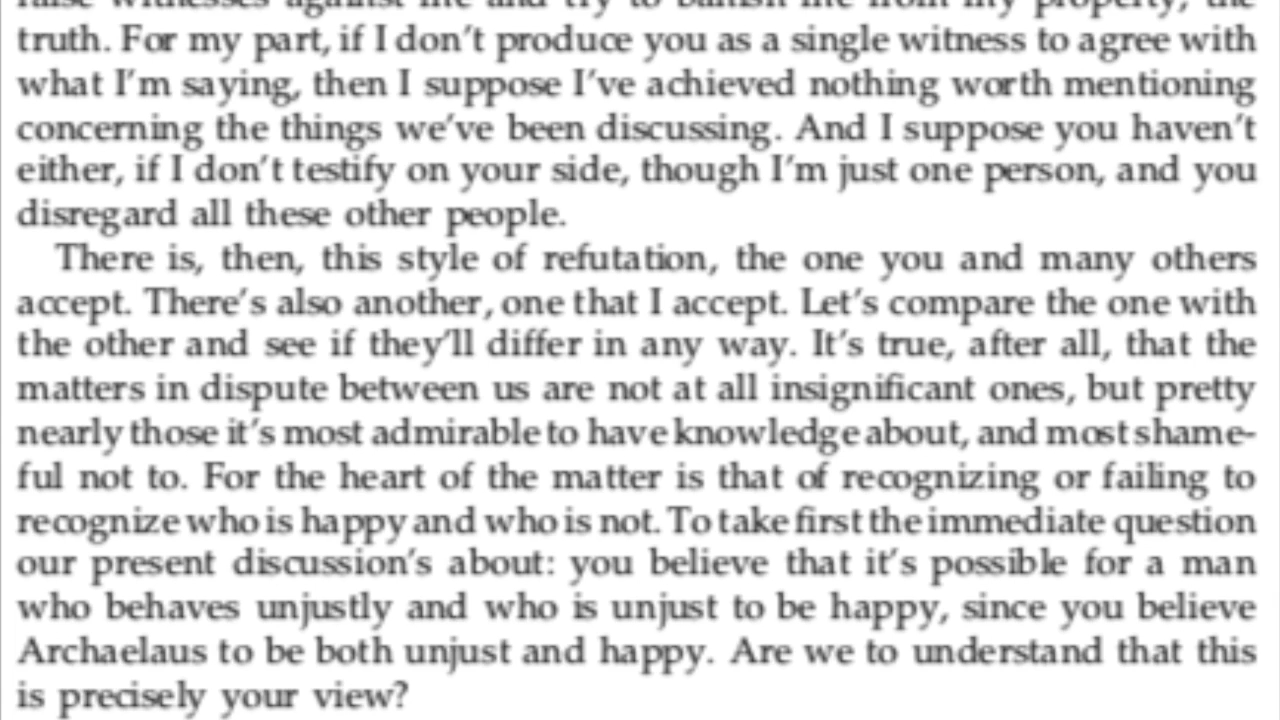 truth. For my part, if I don't produce you as a single witness to agree with
what I'm saying, then I suppose I've achieved nothing worth mentioning
concerning the things we've been discussing. And I suppose you haven't
either, if I don't testify on your side, though I'm just one person, and you
disregard all these other people.
There is, then, this style of refutation, the one you and many others
accept. There's also another, one that I accept. Let's compare the one with
the other and see if they'll differ in any way. It's true, after all, that the
matters in dispute between us are not at all insignificant ones, but pretty
nearly those it's most admirable to have knowledge about, and most shame-
ful not to. For the heart of the matter is that of recognizing or failing to
recognize who is happy and who is not. To take first the immediate question
our present discussion's about: you believe that it's possible for a man
who behaves unjustly and who is unjust to be happy, since you believe
Archaelaus to be both unjust and happy. Are we to understand that this
is precisely your view?